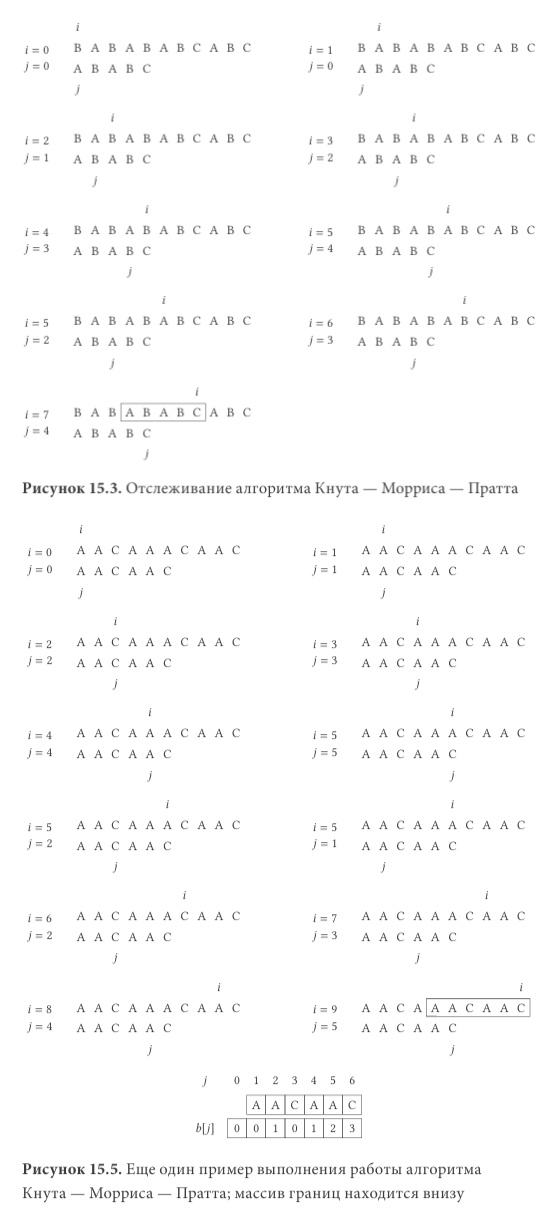 i
i = 0 B A B A B A B C A B C
j = 0 A B A B C
j
i
i = 1 B A B A B A B C A B C
j = 0 A B A B C
j
i
i = 2 B A B A B A B C A B C
j = 1 A B A B C
j
i
i = 3 B A B A B A B C A B C
j = 2 A B A B C
j
i
i = 4 B A B A B A B C A B C
j = 3 A B A B C
j
i
i = 5 B A B A B A B C A B C
j = 4 A B A B C
j
i
i = 5 B A B A B A B C A B C
j = 2 A B A B C
j
i
i = 6 B A B A B A B C A B C
j = 3 A B A B C
j
i
i = 7 B A B A B A B C A B C
j = 4 A B A B C
j
Рисунок 15.3. Отслеживание алгоритма Кнута — Морриса — Пратта
i
i = 0 A A C A A A C A A C
j = 0 A A C A A C
j
i
i = 1 A A C A A A C A A C
j = 1 A A C A A C
j
i
i = 2 A A C A A A C A A C
j = 2 A A C A A C
j
i
i = 3 A A C A A A C A A C
j = 3 A A C A A C
j
i
i = 4 A A C A A A C A A C
j = 4 A A C A A C
j
i
i = 5 A A C A A A C A A C
j = 5 A A C A A C
j
i
i = 5 A A C A A A C A A C
j = 2 A A C A A C
j
i
i = 5 A A C A A A C A A C
j = 1 A A C A A C
j
i
i = 6 A A C A A A C A A C
j = 2 A A C A A C
j
i
i = 7 A A C A A A C A A C
j = 3 A A C A A C
j
i
i = 8 A A C A A A C A A C
j = 4 A A C A A C
j
i
i = 9 A A C A A A C A A C
j = 5 A A C A A C
j
j 0 1 2 3 4 5 6
A A C A A C
b[j] 0 0 1 0 1 2 3
Рисунок 15.5. Еще один пример выполнения работы алгоритма
Кнута — Морриса — Пратта; массив границ находится внизу